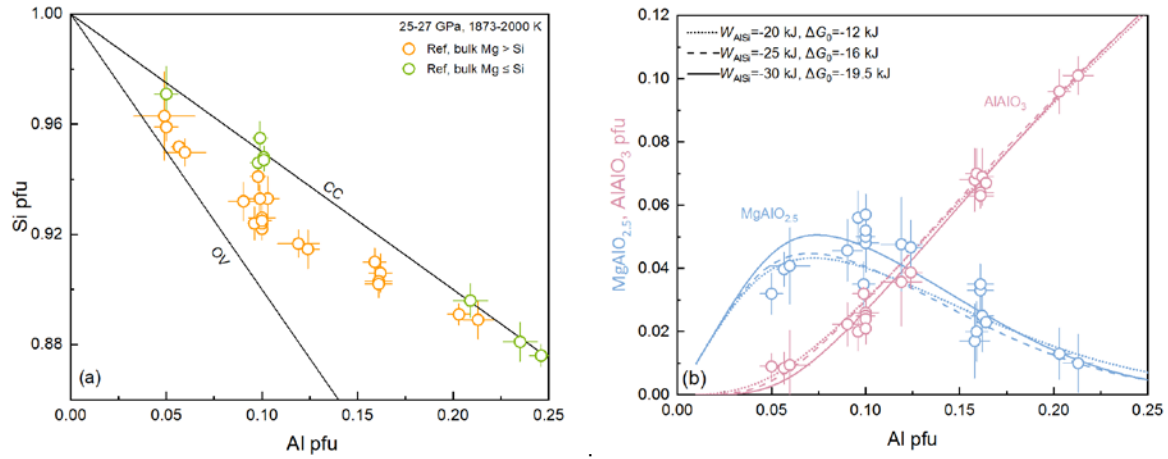 25-27 GPa, 1873-2000 K
Ref, bulk Mg > Si
Ref, bulk Mg ≤ Si
CC
OV
(a)
1.00
0.96
0.92
0.88
Si pfu
0.00 0.05 0.10 0.15 0.20 0.25
Al pfu
W_AlSi=-20 kJ, ΔG₀=-12 kJ
W_AlSi=-25 kJ, ΔG₀=-16 kJ
W_AlSi=-30 kJ, ΔG₀=-19.5 kJ
AlAlO₃
MgAlO₂.₅
(b)
0.12
0.10
0.08
0.06
0.04
0.02
0.00
MgAlO₂.₅, AlAlO₃ pfu
0.00 0.05 0.10 0.15 0.20 0.25
Al pfu